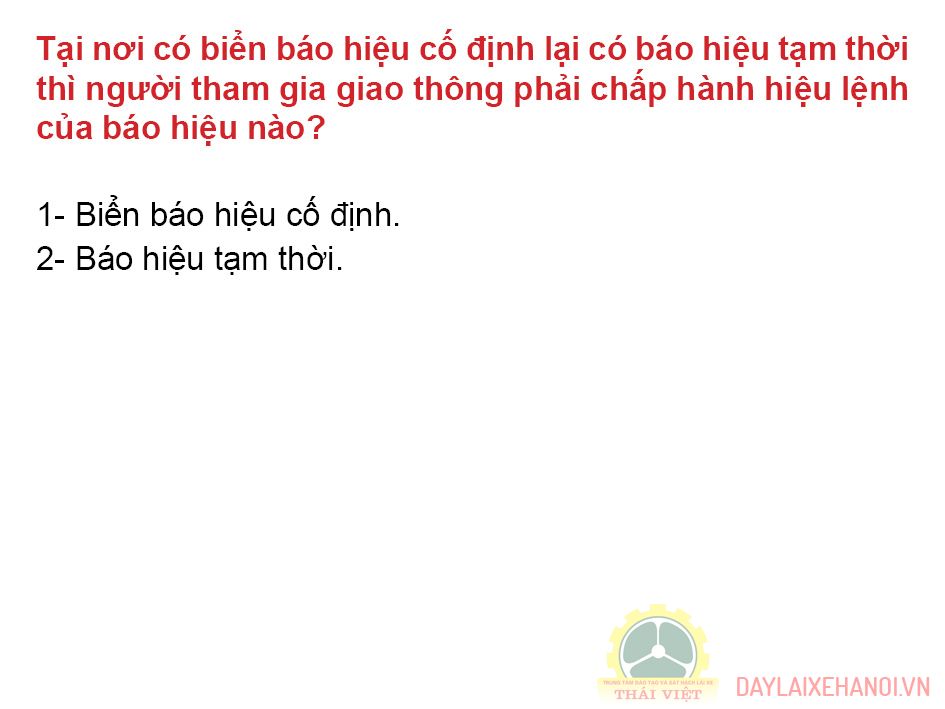 Tại nơi có biển báo hiệu cố định lại có báo hiệu tạm thời
thì người tham gia giao thông phải chấp hành hiệu lệnh
của báo hiệu nào?
1- Biển báo hiệu cố định.
2- Báo hiệu tạm thời.
TRUNG TÂM ĐÀO TẠO VÀ SÁT HẠCH LÁI XE
THÁI VIỆT
DAYLAIXEHANOI.VN